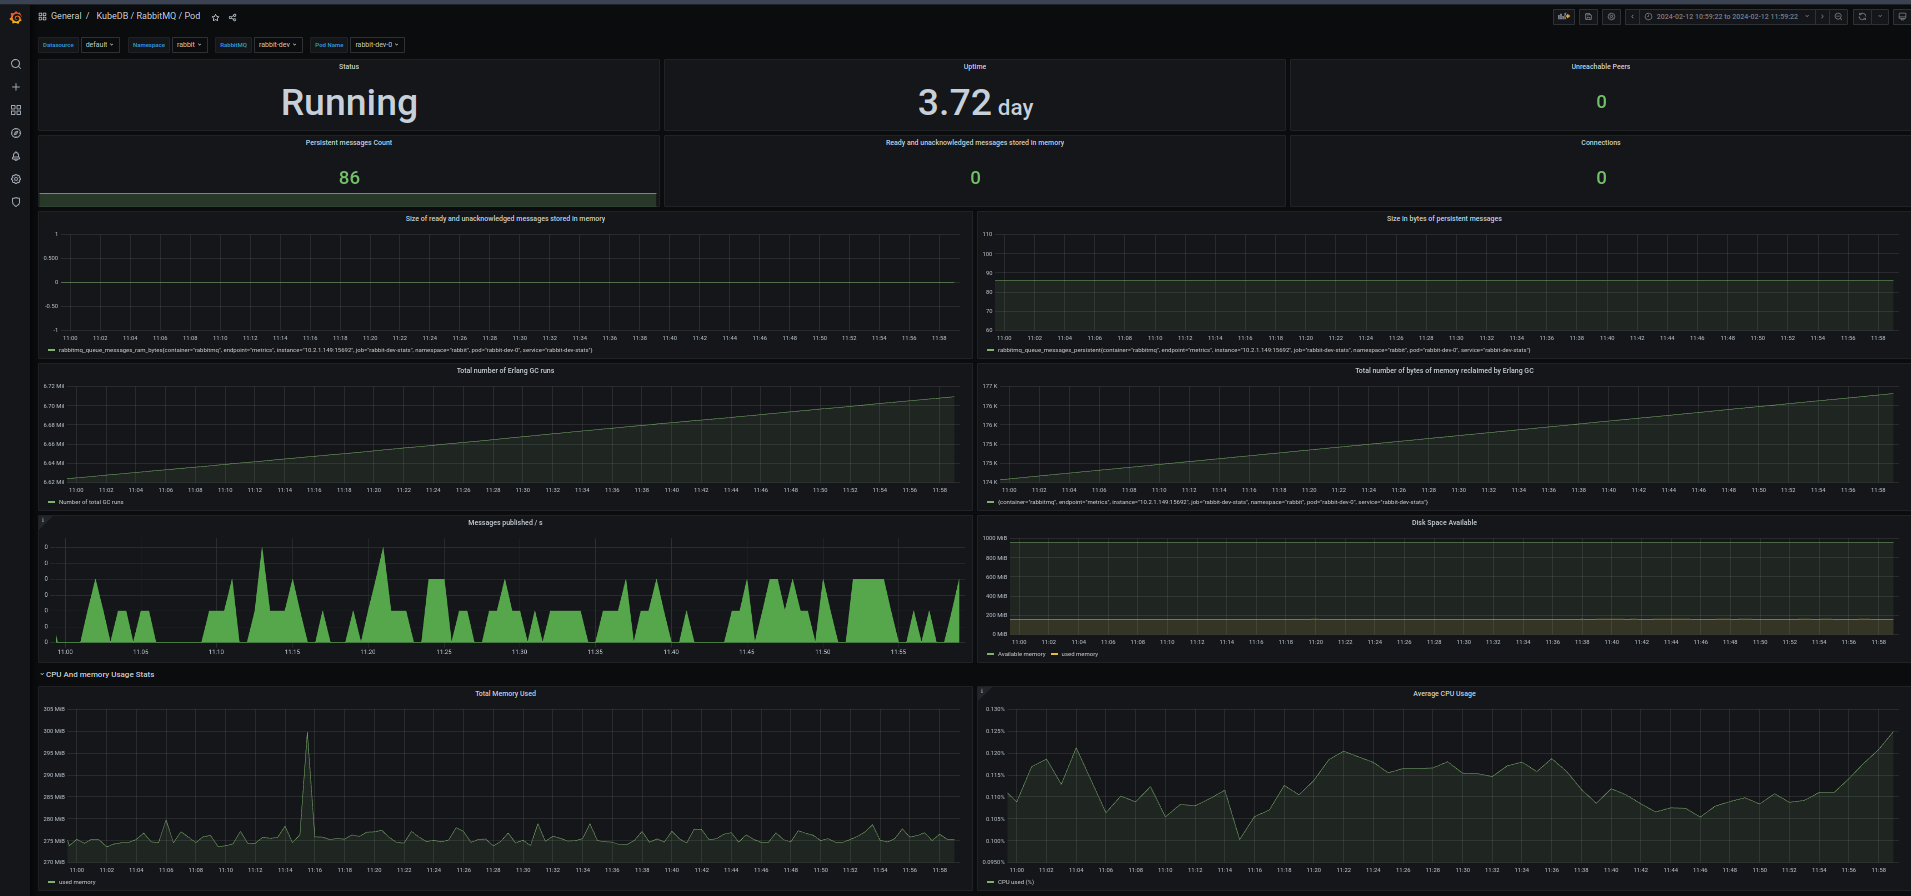 General / KubeDB / RabbitMQ / Pod
2024-02-12 10:59:22 to 2024-02-12 11:59:22
Datasource default Namespace rabbit RabbitMQ rabbit-dev Pod Name rabbit-dev-0
Status
Running
Uptime
3.72 day
Unreachable Peers
0
Persistent messages Count
86
Ready and unacknowledged messages stored in memory
0
Connections
0
Size of ready and unacknowledged messages stored in memory
1
0.500
0
-0.50
-1
11:00 11:02 11:04 11:06 11:08 11:10 11:12 11:14 11:16 11:18 11:20 11:22 11:24 11:26 11:28 11:30 11:32 11:34 11:36 11:38 11:40 11:42 11:44 11:46 11:48 11:50 11:52 11:54 11:56 11:58
rabbitmq_queue_messages_ram_bytes{container="rabbitmq", endpoint="metrics", instance="10.2.1.149:15692", job="rabbit-dev-stats", namespace="rabbit", pod="rabbit-dev-0", service="rabbit-dev-stats"}
Size in bytes of persistent messages
110
100
90
80
70
60
11:00 11:02 11:04 11:06 11:08 11:10 11:12 11:14 11:16 11:18 11:20 11:22 11:24 11:26 11:28 11:30 11:32 11:34 11:36 11:38 11:40 11:42 11:44 11:46 11:48 11:50 11:52 11:54 11:56 11:58
rabbitmq_queue_messages_persistent{container="rabbitmq", endpoint="metrics", instance="10.2.1.149:15692", job="rabbit-dev-stats", namespace="rabbit", pod="rabbit-dev-0", service="rabbit-dev-stats"}
Total number of Erlang GC runs
6.72 Mil
6.70 Mil
6.68 Mil
6.66 Mil
6.64 Mil
6.62 Mil
11:00 11:02 11:04 11:06 11:08 11:10 11:12 11:14 11:16 11:18 11:20 11:22 11:24 11:26 11:28 11:30 11:32 11:34 11:36 11:38 11:40 11:42 11:44 11:46 11:48 11:50 11:52 11:54 11:56 11:58
Number of total GC runs
Total number of bytes of memory reclaimed by Erlang GC
177 K
176 K
176 K
175 K
175 K
174 K
11:00 11:02 11:04 11:06 11:08 11:10 11:12 11:14 11:16 11:18 11:20 11:22 11:24 11:26 11:28 11:30 11:32 11:34 11:36 11:38 11:40 11:42 11:44 11:46 11:48 11:50 11:52 11:54 11:56 11:58
{container="rabbitmq", endpoint="metrics", instance="10.2.1.149:15692", job="rabbit-dev-stats", namespace="rabbit", pod="rabbit-dev-0", service="rabbit-dev-stats"}
Messages published / s
0
0
0
0
0
0
0
11:00 11:05 11:10 11:15 11:20 11:25 11:30 11:35 11:40 11:45 11:50 11:55
Disk Space Available
1000 MiB
800 MiB
600 MiB
400 MiB
200 MiB
0 MiB
11:00 11:02 11:04 11:06 11:08 11:10 11:12 11:14 11:16 11:18 11:20 11:22 11:24 11:26 11:28 11:30 11:32 11:34 11:36 11:38 11:40 11:42 11:44 11:46 11:48 11:50 11:52 11:54 11:56 11:58
Available memory used memory
CPU And memory Usage Stats
Total Memory Used
305 MiB
300 MiB
295 MiB
290 MiB
285 MiB
280 MiB
275 MiB
270 MiB
11:00 11:02 11:04 11:06 11:08 11:10 11:12 11:14 11:16 11:18 11:20 11:22 11:24 11:26 11:28 11:30 11:32 11:34 11:36 11:38 11:40 11:42 11:44 11:46 11:48 11:50 11:52 11:54 11:56 11:58
used memory
Average CPU Usage
0.130%
0.125%
0.120%
0.115%
0.110%
0.105%
0.100%
0.0950%
11:00 11:02 11:04 11:06 11:08 11:10 11:12 11:14 11:16 11:18 11:20 11:22 11:24 11:26 11:28 11:30 11:32 11:34 11:36 11:38 11:40 11:42 11:44 11:46 11:48 11:50 11:52 11:54 11:56 11:58
CPU used (%)